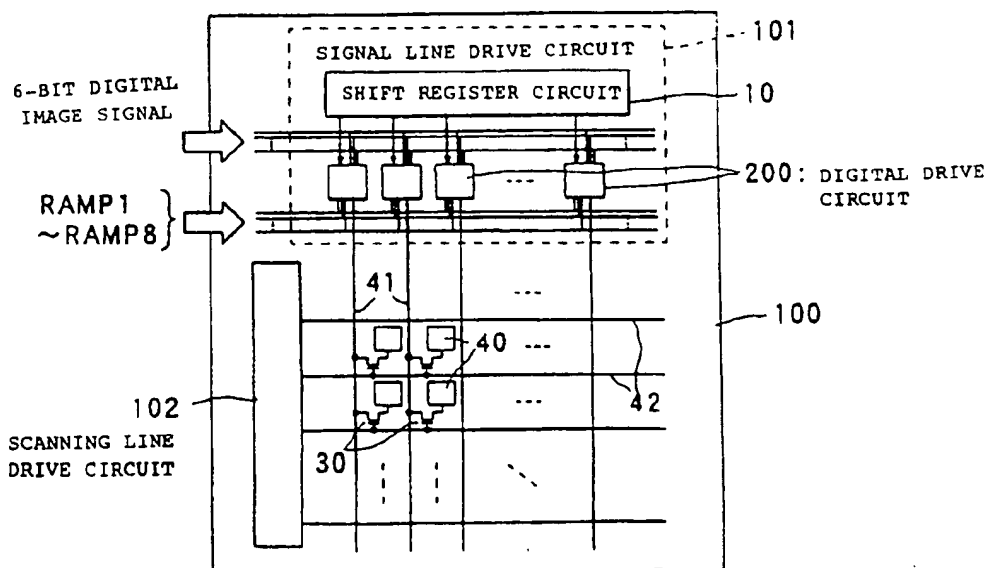 101
SIGNAL LINE DRIVE CIRCUIT
6-BIT DIGITAL
IMAGE SIGNAL
SHIFT REGISTER CIRCUIT
10
200: DIGITAL DRIVE
CIRCUIT
RAMP1
~RAMP8
41
100
40
42
102
SCANNING LINE
DRIVE CIRCUIT
30